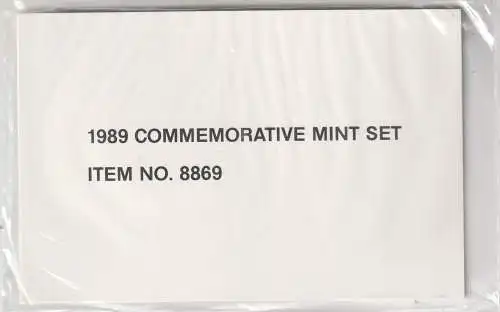 1989 COMMEMORATIVE MINT SET
ITEM NO. 8869